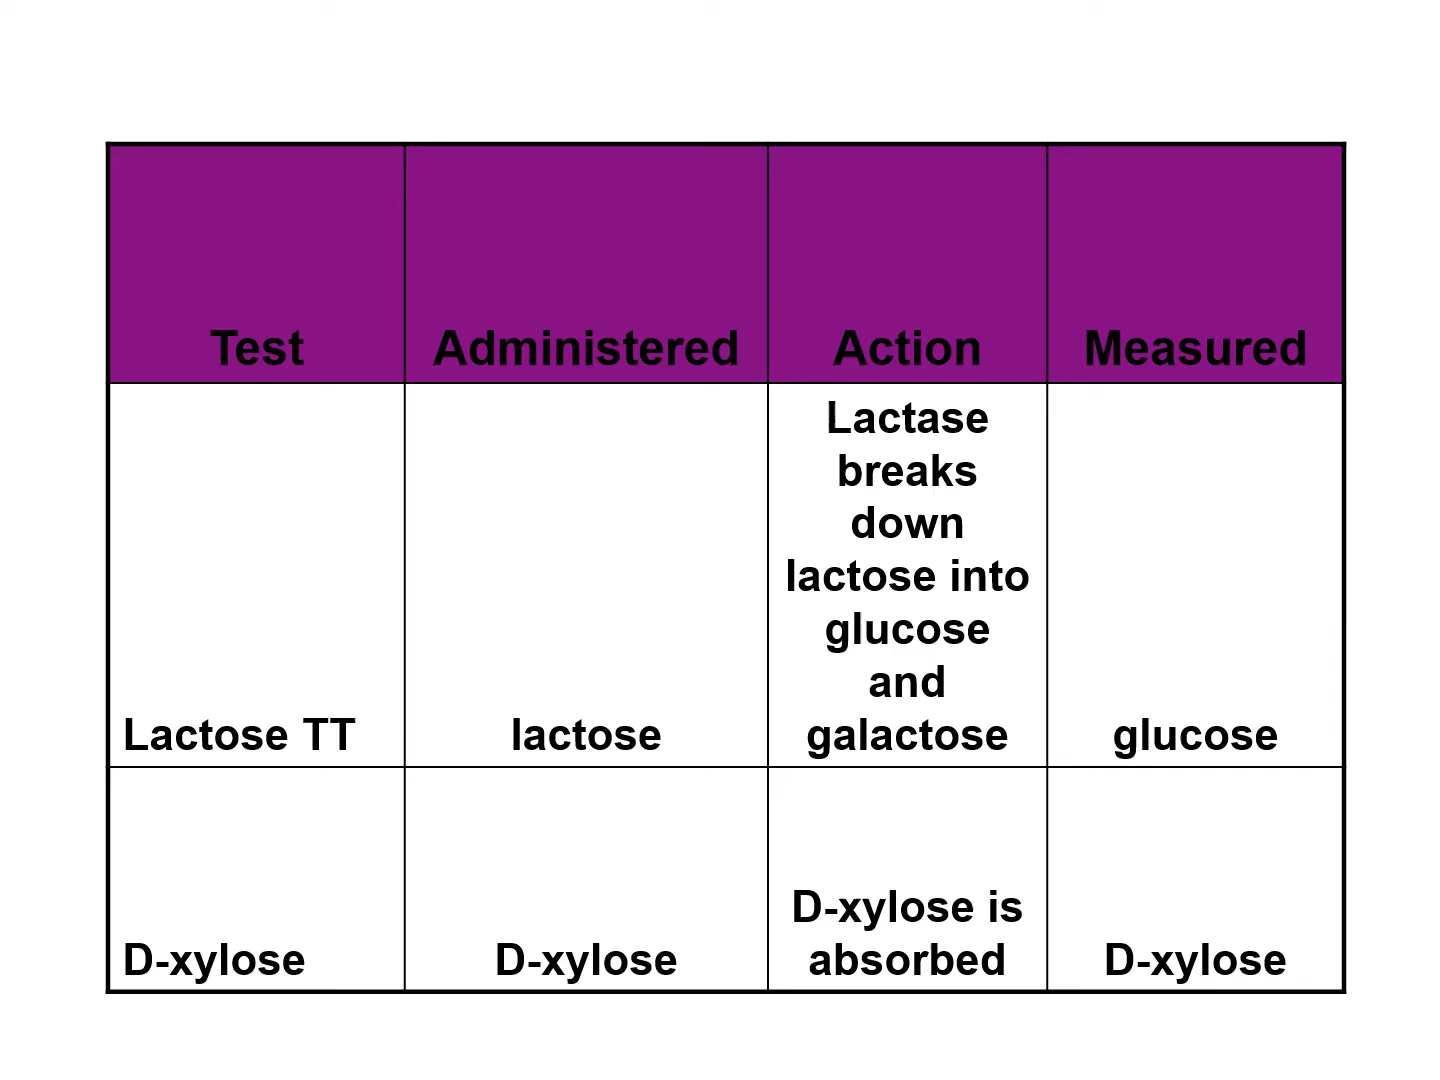 Test Administered Action Measured
Lactase
breaks
down
lactose into
glucose
and
Lactose TT lactose galactose glucose
D-xylose is
D-xylose D-xylose absorbed D-xylose